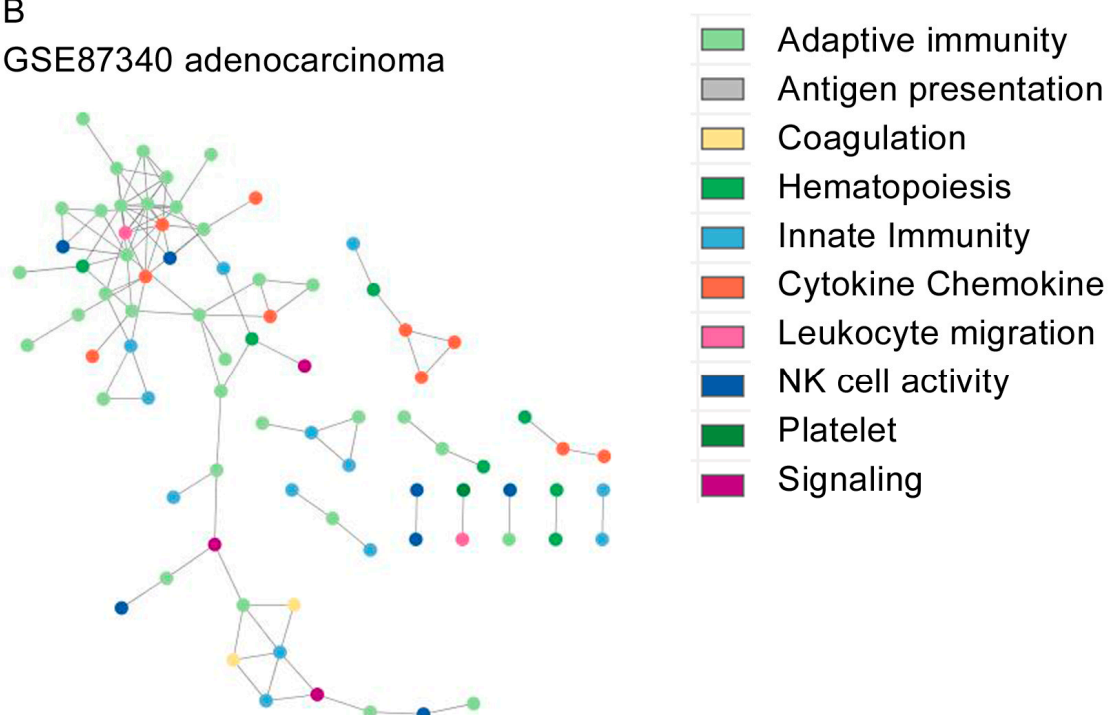 B
GSE87340 adenocarcinoma
Adaptive immunity
Antigen presentation
Coagulation
Hematopoiesis
Innate Immunity
Cytokine Chemokine
Leukocyte migration
NK cell activity
Platelet
Signaling